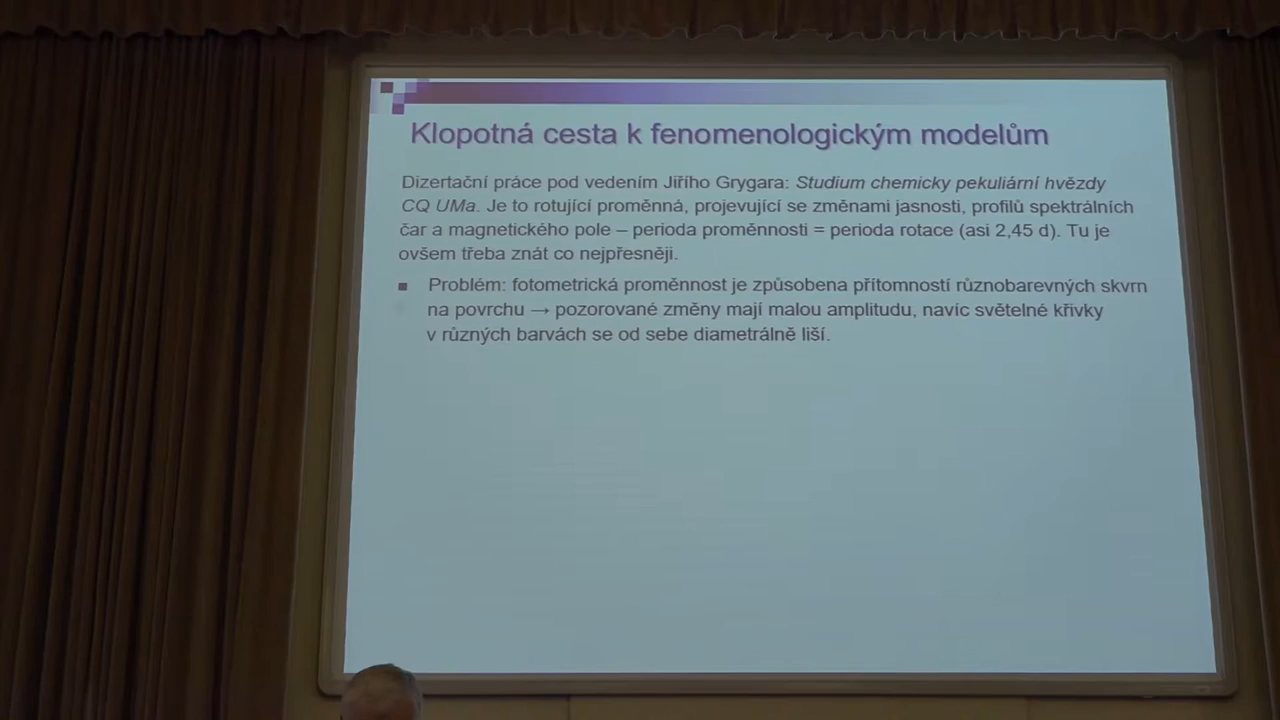 Klopotná cesta k fenomenologickým modelům
Dizertační práce pod vedením Jiřího Grygara: Studium chemicky pekuliární hvězdy
CQ UMa. Je to rotující proměnná, projevující se změnami jasnosti, profilů spektrálních
čar a magnetického pole – perioda proměnnosti = perioda rotace (asi 2,45 d). Tu je
ovšem třeba znát co nejpřesněji.
■ Problém: fotometrická proměnnost je způsobena přítomností různobarevných skvrn
na povrchu → pozorované změny mají malou amplitudu, navíc světelné křivky
v různých barvách se od sebe diametrálně liší.